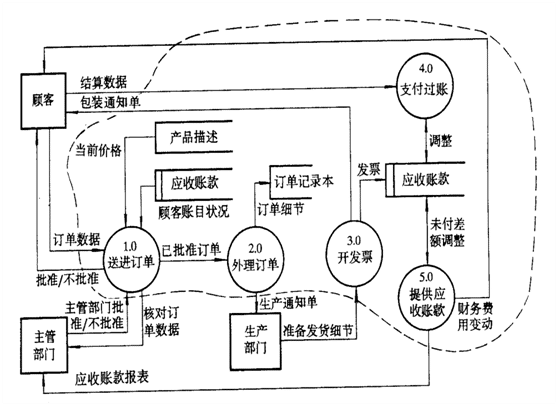 顾客
结算数据
包装通知单
4.0
支付过账
当前价格
产品描述
调整
应收账款
顾客账目状况
订单记录本
订单细节
发票
应收账款
订单数据
1.0
送进订单
已批准订单
2.0
外理订单
3.0
开发票
未付差
额调整
批准/不批准
5.0
提供应
收账款
财务费
用变动
主管部门批
准/不批准
核对订
单数据
生产通知单
主管
部门
生产
部门
准备发货细节
应收账款报表